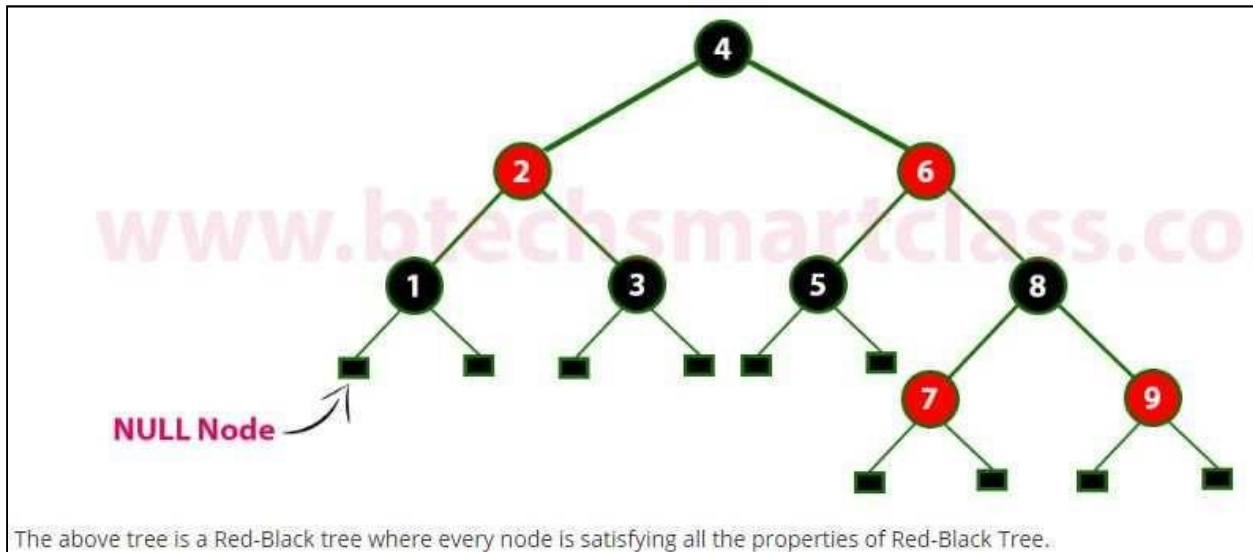 4
2 6
www.btechsmartclass.co
1 3 5 8
7 9
NULL Node
The above tree is a Red-Black tree where every node is satisfying all the properties of Red-Black Tree.